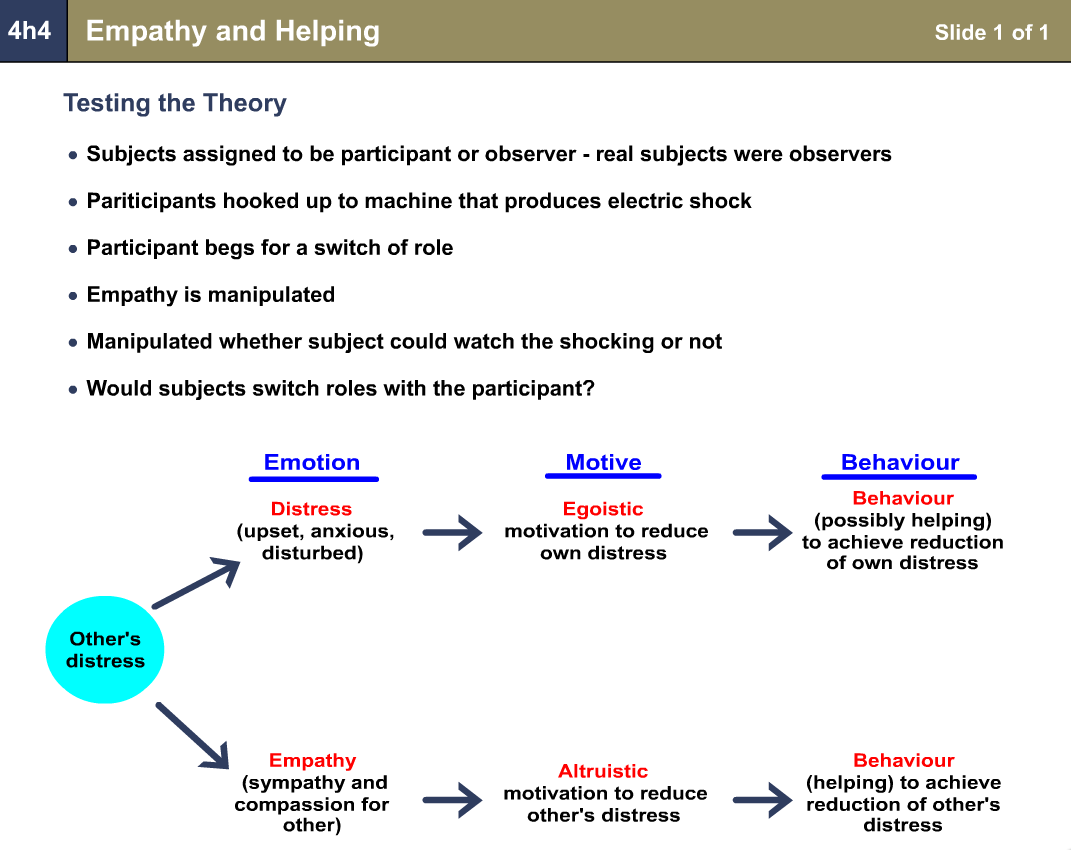 4h4
Empathy and Helping
Slide 1 of 1
Testing the Theory
• Subjects assigned to be participant or observer - real subjects were observers
• Pariticipants hooked up to machine that produces electric shock
• Participant begs for a switch of role
• Empathy is manipulated
• Manipulated whether subject could watch the shocking or not
• Would subjects switch roles with the participant?
Emotion
Motive
Behaviour
Distress
(upset, anxious,
disturbed)
Egoistic
motivation to reduce
own distress
Behaviour
(possibly helping)
to achieve reduction
of own distress
Other's
distress
Empathy
(sympathy and
compassion for
other)
Altruistic
motivation to reduce
other's distress
Behaviour
(helping) to achieve
reduction of other's
distress